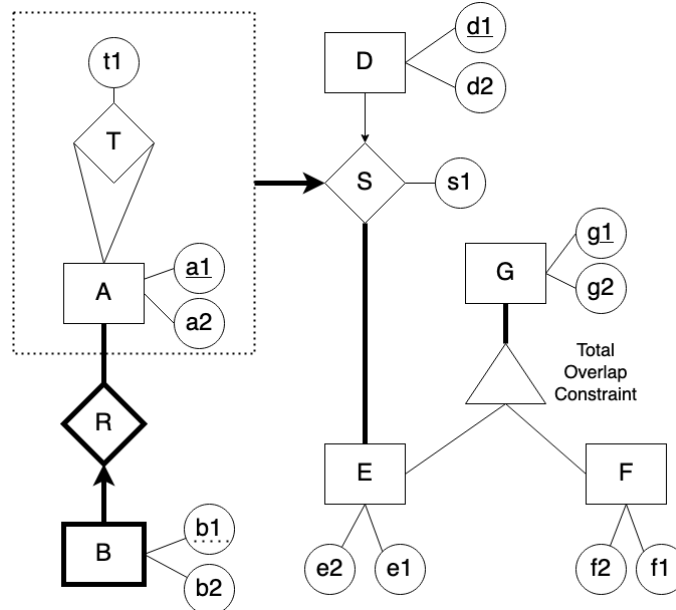 t1
T
A
a1
a2
R
B
b1
b2
D
d1
d2
S
s1
G
g1
g2
Total
Overlap
Constraint
E
e2
e1
F
f2
f1